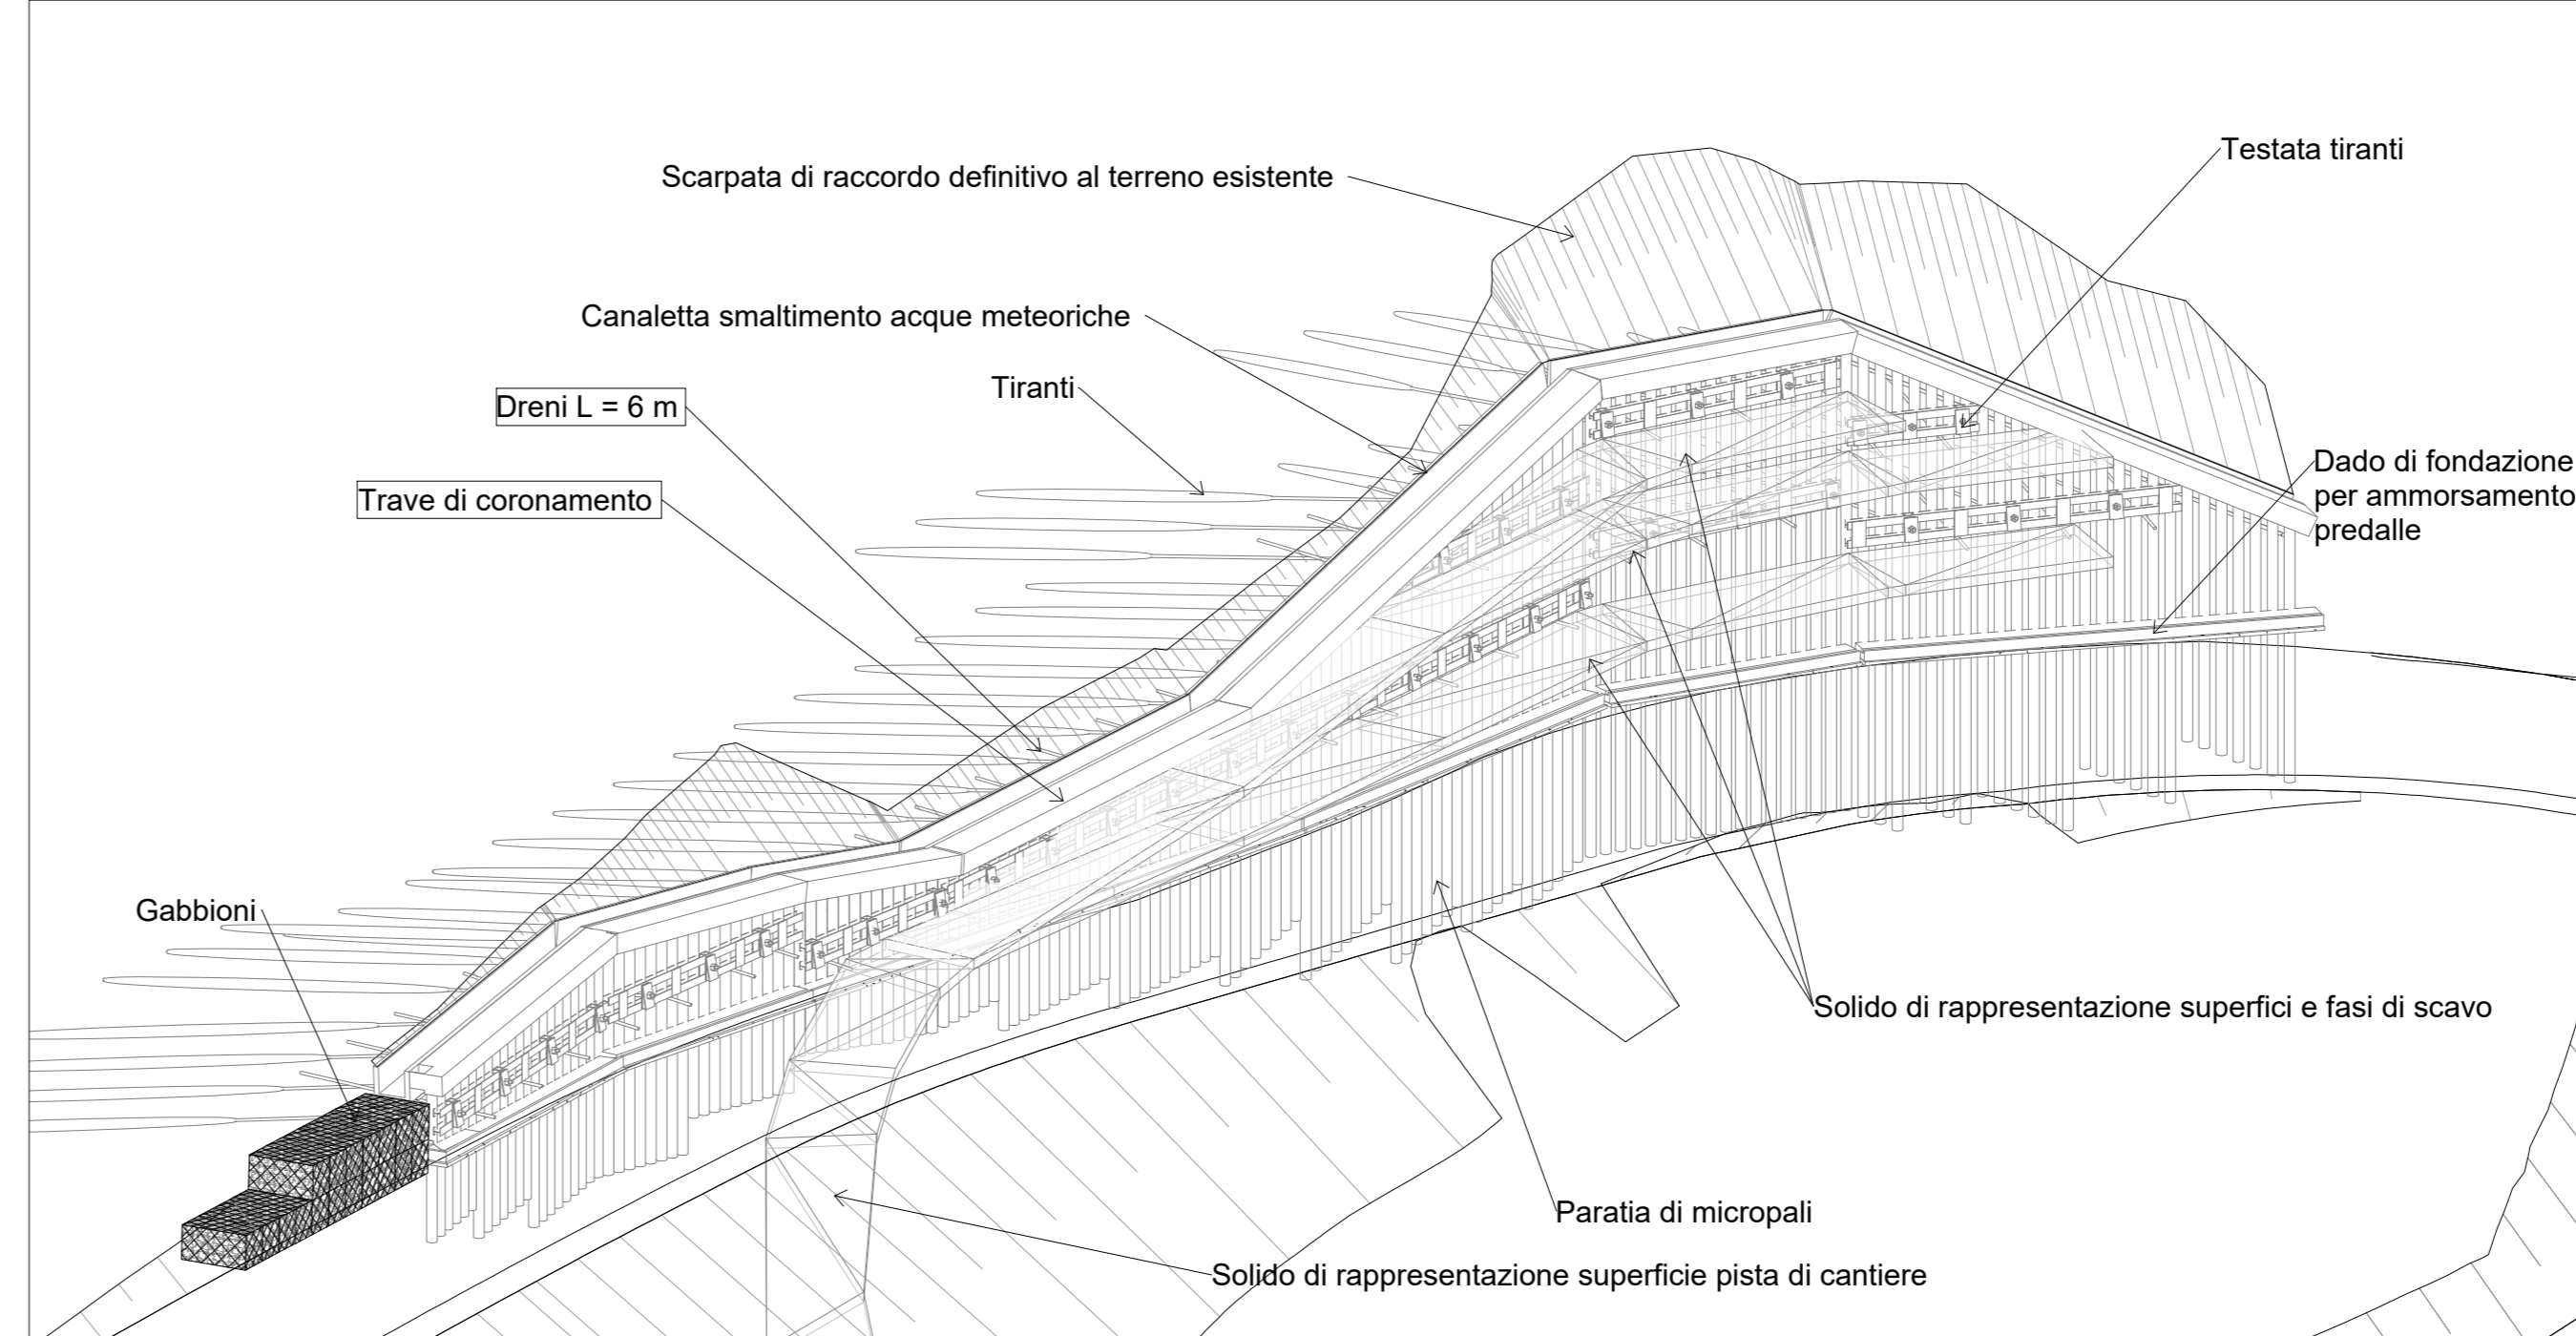 Testata tiranti
Scarpata di raccordo definitivo al terreno esistente
Canaletta smaltimento acque meteoriche
Tiranti
Dreni L = 6 m
Dado di fondazione
per ammorsamento
predalle
Trave di coronamento
Gabbioni
Solido di rappresentazione superfici e fasi di scavo
Paratia di micropali
Solido di rappresentazione superficie pista di cantiere